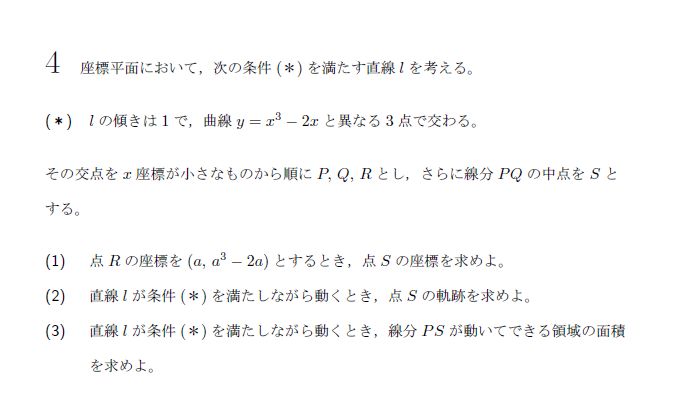 4 座標平面において，次の条件 (∗) を満たす直線 l を考える。
(∗) l の傾きは 1 で，曲線 y = x³ − 2x と異なる 3 点で交わる。
その交点を x 座標が小さなものから順に P, Q, R とし，さらに線分 PQ の中点を S と
する。
(1) 点 R の座標を (a, a³ − 2a) とするとき，点 S の座標を求めよ。
(2) 直線 l が条件 (∗) を満たしながら動くとき，点 S の軌跡を求めよ。
(3) 直線 l が条件 (∗) を満たしながら動くとき，線分 PS が動いてできる領域の面積
を求めよ。